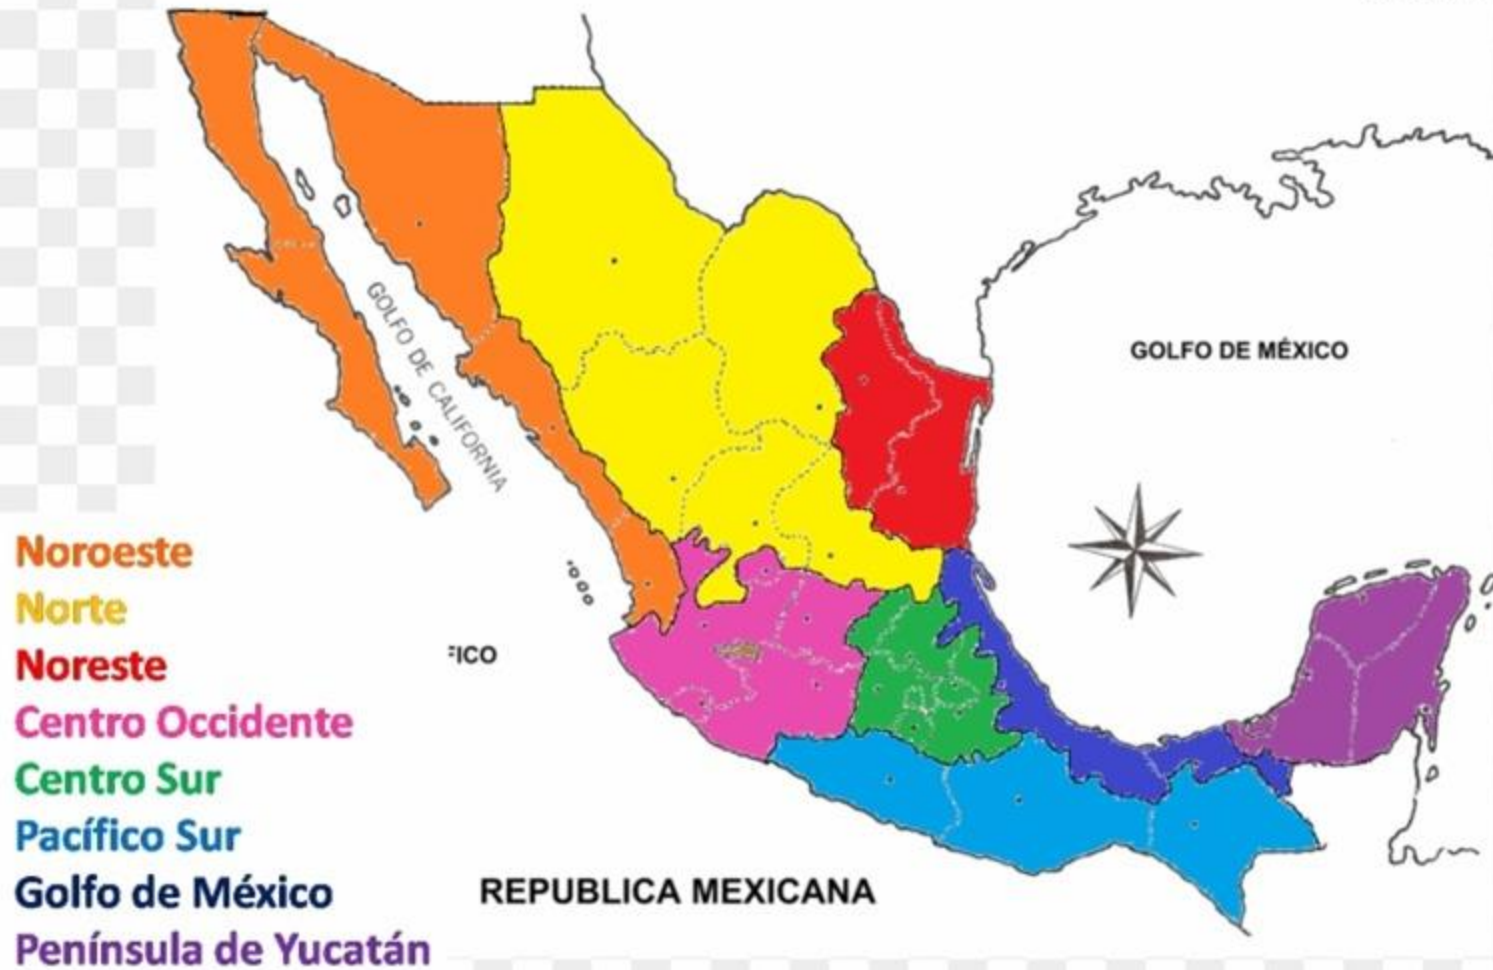 GOLFO DE CALIFORNIA
GOLFO DE MÉXICO
Noroeste
Norte
Noreste
Centro Occidente
Centro Sur
Pacífico Sur
Golfo de México
Península de Yucatán
FICO
REPUBLICA MEXICANA